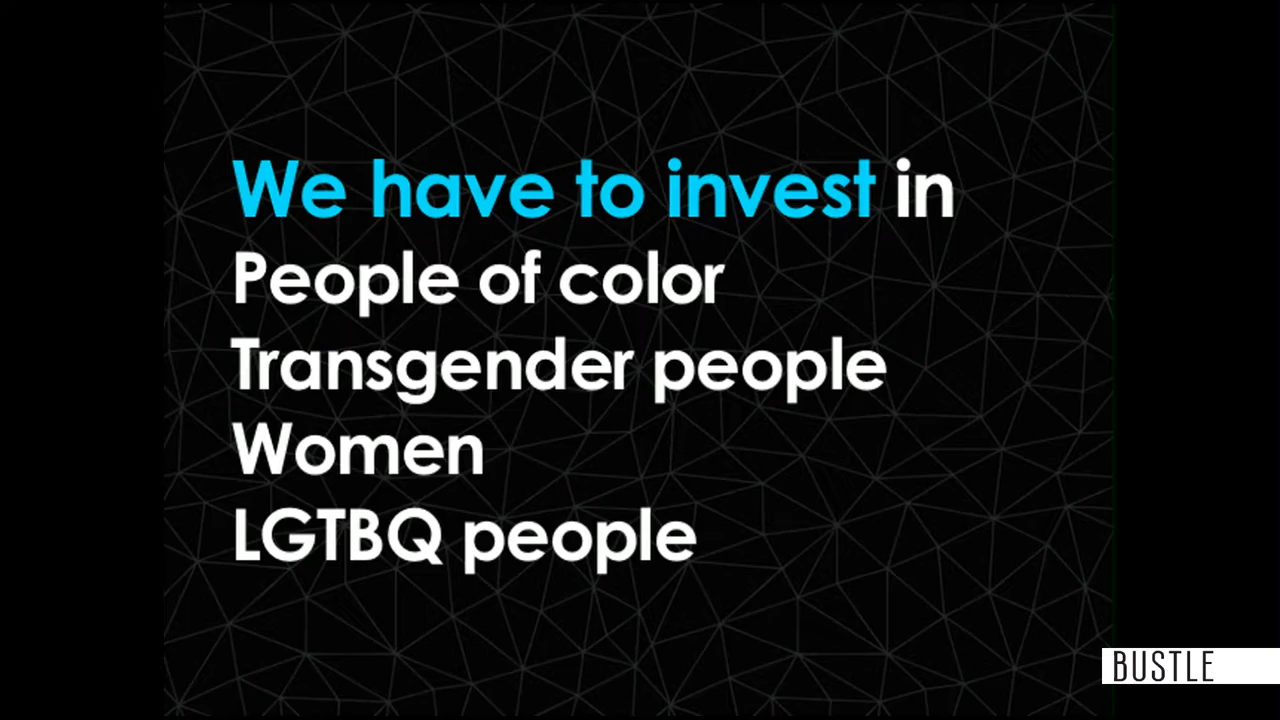 We have to invest in
People of color
Transgender people
Women
LGTBQ people
BUSTLE